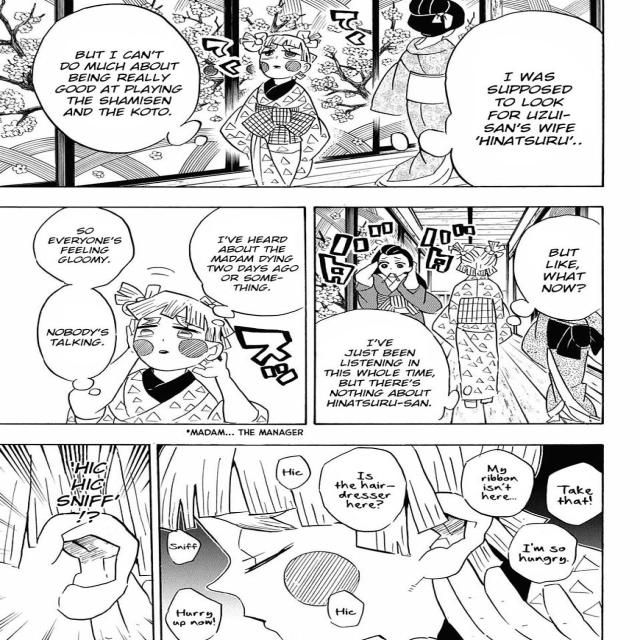 I WAS
SUPPOSED
TO LOOK
FOR UZUI-
SAN'S WIFE
'HINATSURU'..
BUT I CAN'T
DO MUCH ABOUT
BEING REALLY
GOOD AT PLAYING
THE SHAMISEN
AND THE KOTO.
BUT
LIKE,
WHAT
NOW?
I'VE
JUST BEEN
LISTENING IN
THIS WHOLE TIME,
BUT THERE'S
NOTHING ABOUT
HINATSURU-SAN.
I'VE HEARD
ABOUT THE
MADAM DYING
TWO DAYS AGO
OR SOME-
THING.
SO
EVERYONE'S
FEELING
GLOOMY.
NOBODY'S
TALKING.
*MADAM... THE MANAGER
Take
that!
My
ribbon
isn't
here...
I'm so
hungry.
Is
the hair-
dresser
here?
Hic
Sniff
Hic
Hurry
up now!
'HIC
HIC
SNIFF'
!?